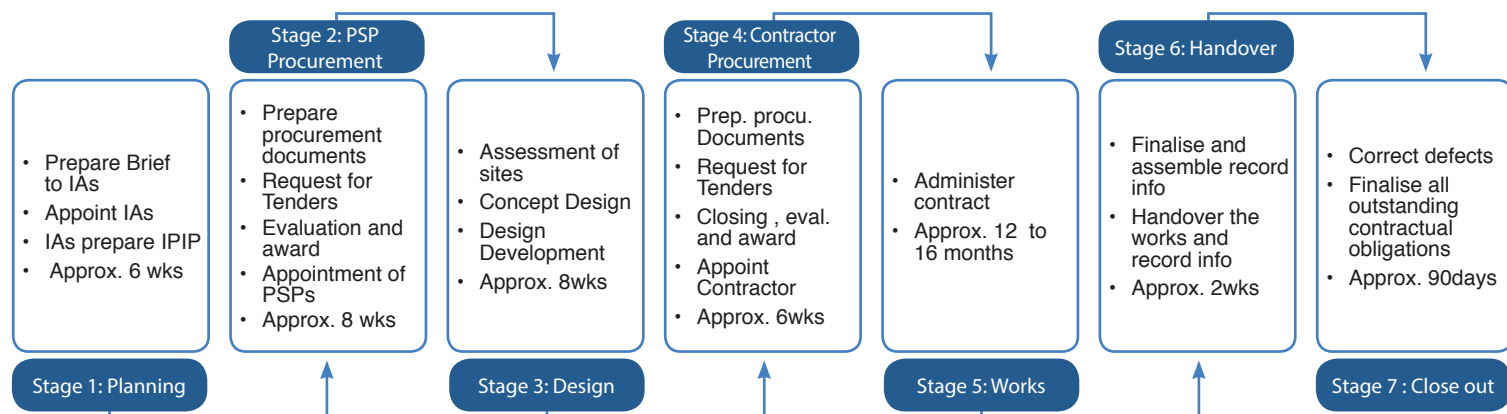 Stage 1: Planning
• Prepare Brief
to IAs
• Appoint IAs
• IAs prepare IPIP
• Approx. 6 wks
Stage 2: PSP
Procurement
• Prepare
procurement
documents
• Request for
Tenders
• Evaluation and
award
• Appointment of
PSPs
• Approx. 8 wks
Stage 3: Design
• Assessment of
sites
• Concept Design
• Design
Development
• Approx. 8wks
Stage 4: Contractor
Procurement
• Prep. procu.
Documents
• Request for
Tenders
• Closing , eval.
and award
• Appoint
Contractor
• Approx. 6wks
Stage 5: Works
• Administer
contract
• Approx. 12 to
16 months
Stage 6: Handover
• Finalise and
assemble record
info
• Handover the
works and
record info
• Approx. 2wks
Stage 7 : Close out
• Correct defects
• Finalise all
outstanding
contractual
obligations
• Approx. 90days